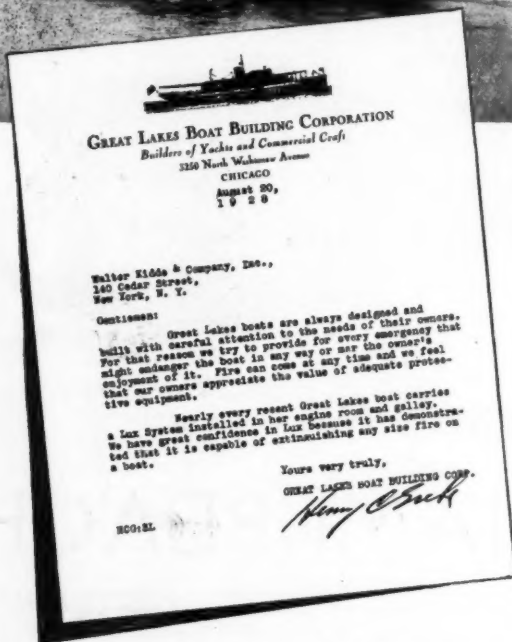 GREAT LAKES BOAT BUILDING CORPORATION
Builders of Yachts and Commercial Craft
3250 North Washtenaw Avenue
CHICAGO
August 20,
1 9 2 8
Walter Kidde & Company, Inc.,
140 Cedar Street,
New York, N. Y.
Gentlemen:
Great Lakes boats are always designed and
built with careful attention to the needs of their owners.
For that reason we try to provide for every emergency that
might endanger the boat in any way or mar the owner's
enjoyment of it. Fire can come at any time and we feel
that our owners appreciate the value of adequate protec-
tive equipment.
Nearly every recent Great Lakes boat carries
a Lux System installed in her engine room and galley.
We have great confidence in Lux because it has demonstra-
ted that it is capable of extinguishing any size fire on
a boat.
Yours very truly,
GREAT LAKES BOAT BUILDING CORP.
Henry C
HCG:BL